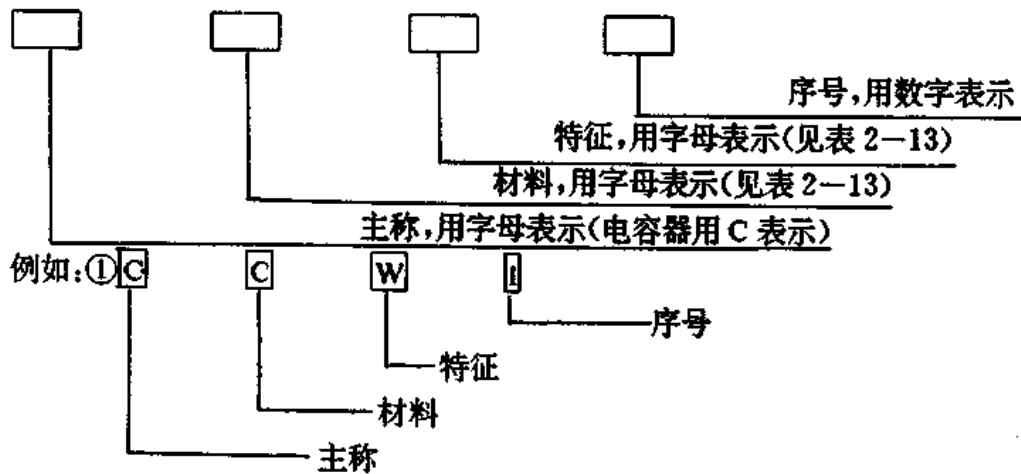 序号,用数字表示
特征,用字母表示(见表 2-13)
材料,用字母表示(见表 2-13)
主称,用字母表示(电容器用 C 表示)
例如:①C C W 1
序号
特征
材料
主称